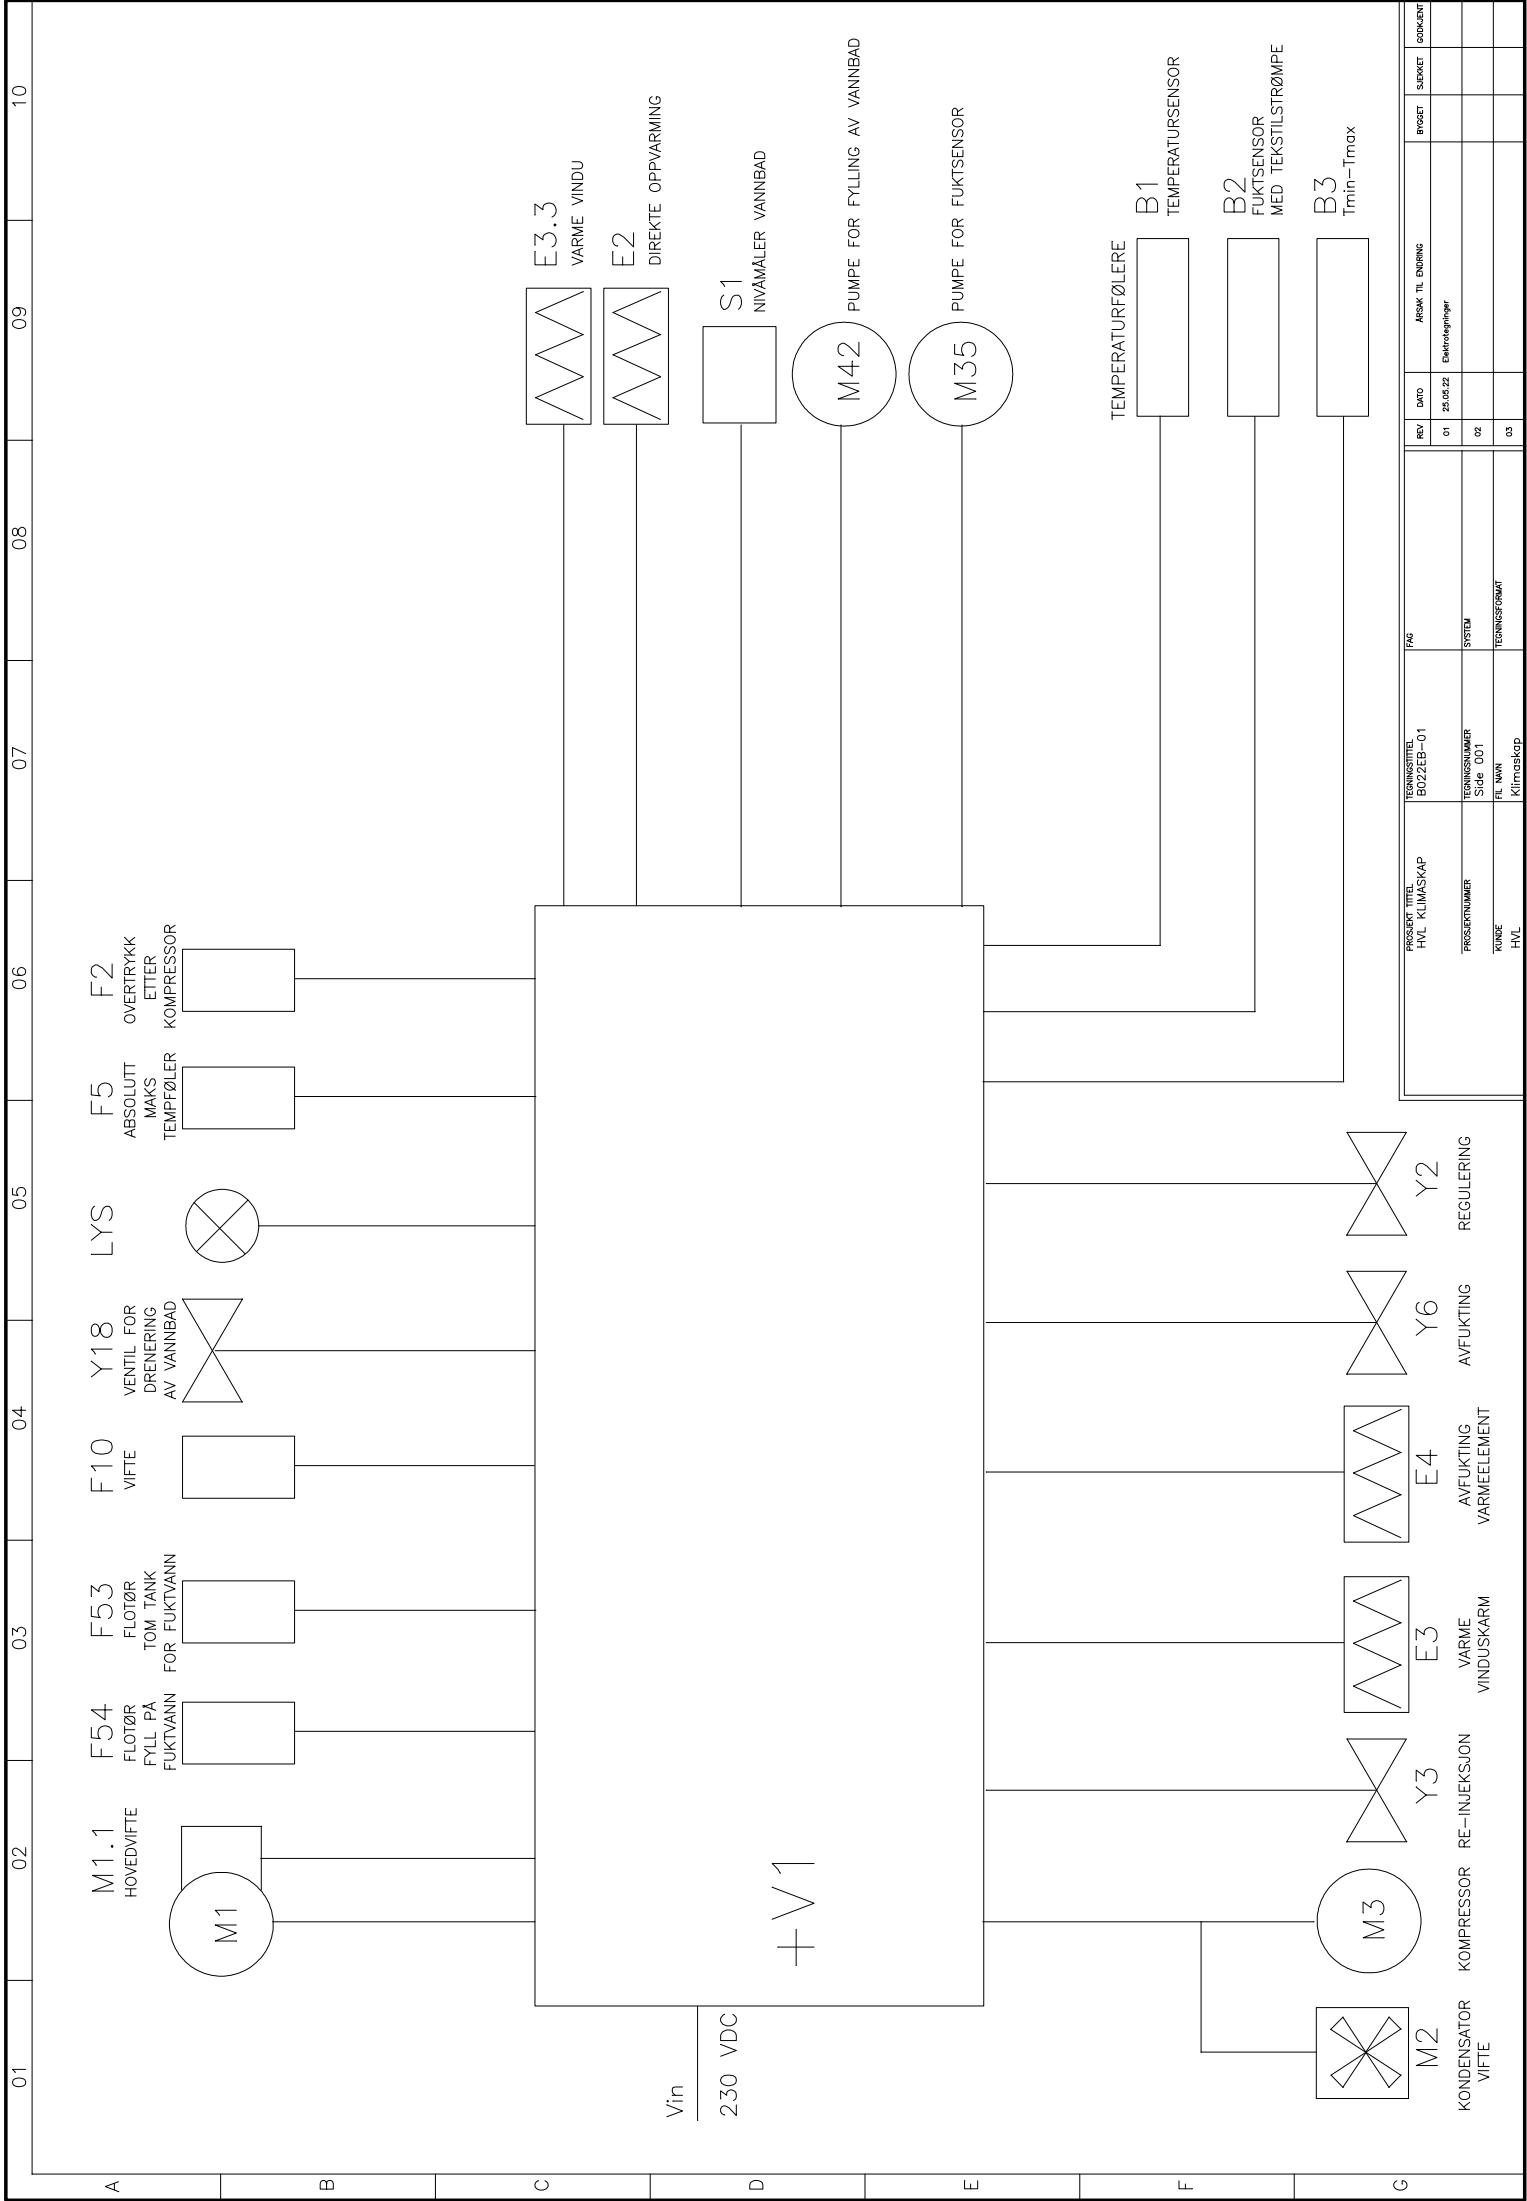 01
02
03
04
05
06
07
08
09
10
A
B
C
D
E
F
G
M1.1
HOVEDVIFTE
M1
F54
FLOTØR
FYLL PÅ
FUKTVANN
F53
FLOTØR
TOM TANK
FOR FUKTVANN
F10
VIFTE
Y18
VENTIL FOR
DRENERING
AV VANNBAD
LYS
F5
ABSOLUTT
MAKS
TEMPFØLER
F2
OVERTRYKK
ETTER
KOMPRESSOR
E3.3
VARME VINDU
E2
DIREKTE OPPVARMING
S1
NIVÅMÅLER VANNBAD
M42
PUMPE FOR FYLLING AV VANNBAD
M35
PUMPE FOR FUKTSENSOR
TEMPERATURFØLERE
B1
TEMPERATURSENSOR
B2
FUKTSENSOR
MED TEKSTILSTRØMPE
B3
Tmin-Tmax
Vin
230 VDC
+V1
M2
KONDENSATOR
VIFTE
M3
KOMPRESSOR
Y3
RE-INJEKSJON
E3
VARME
VINDUSKARM
E4
AVFUKTING
VARMEELEMENT
Y6
AVFUKTING
Y2
REGULERING
PROSJEKT TITTEL
HVL KLIMASKAP
PROSJEKTNUMMER
KUNDE
HVL
TEGNINGSTITTEL
BO22EB-01
TEGNINGSNUMMER
Side 001
FIL NAVN
Klimaskap
FAG
SYSTEM
TEGNINGSFORMAT
REV DATO ÅRSAK TIL ENDRING BYGGET SJEKKET GODKJENT
01 25.05.22 Elektrotegninger
02
03